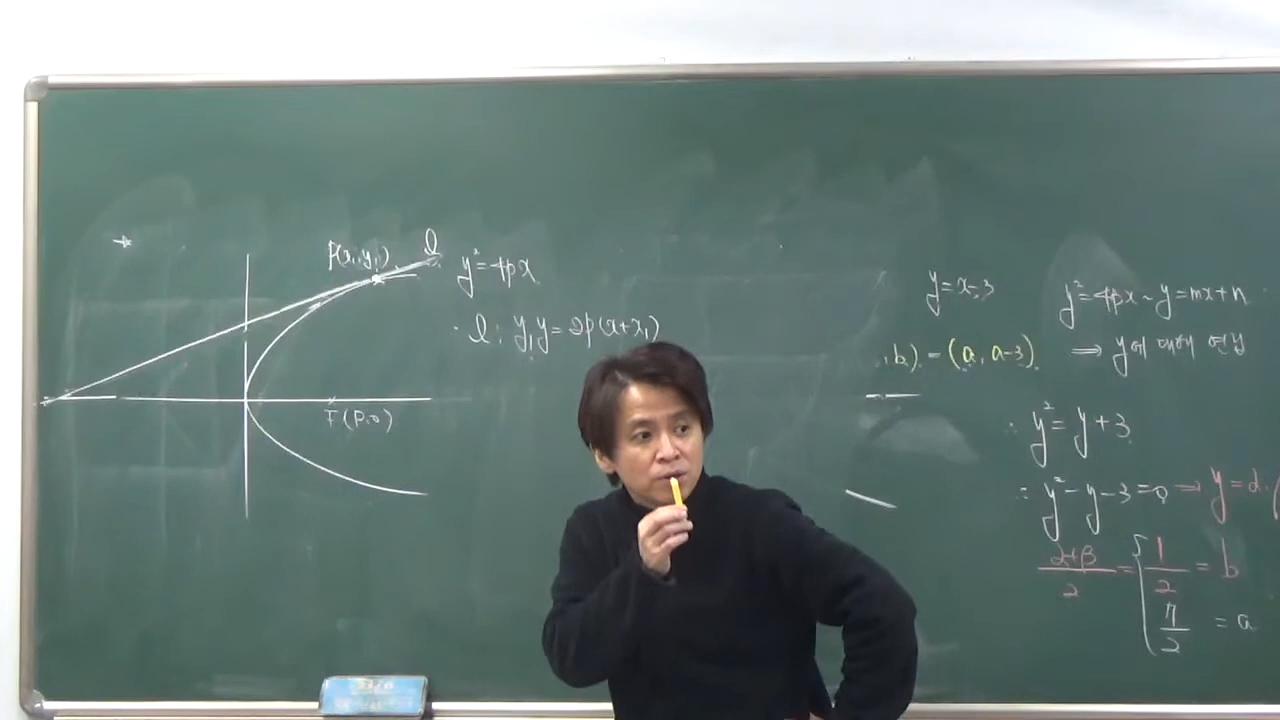 P(x₁, y₁)
l
y² = 4px
l : y₁y = 2p(x+x₁)
F(p, 0)
y = x-3
, b) = (a, a-3)
y² = 4px ~ y = mx+n
⇒ y에 대해 연립
∴ y² = y+3
∴ y² - y - 3 = 0 ⇒ y = α, β
(α+β)/2 = { 1/2 = b
7/2 = a